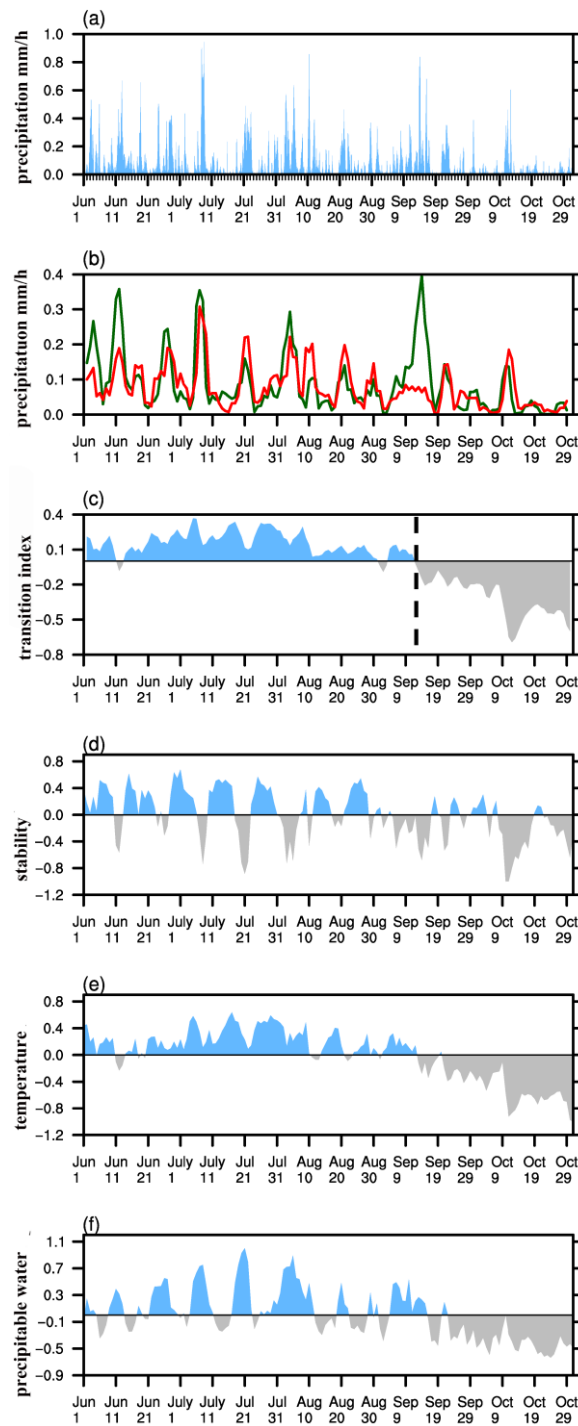 (a)
precipitation mm/h
1.0
0.8
0.6
0.4
0.2
0.0
Jun Jun Jun July July Jul Jul Aug Aug Aug Sep Sep Sep Oct Oct Oct
1 11 21 1 11 21 31 10 20 30 9 19 29 9 19 29
(b)
precipitatuon mm/h
0.4
0.3
0.2
0.1
0.0
Jun Jun Jun July July Jul Jul Aug Aug Aug Sep Sep Sep Oct Oct Oct
1 11 21 1 11 21 31 10 20 30 9 19 29 9 19 29
(c)
transition index
0.4
0.1
−0.2
−0.5
−0.8
Jun Jun Jun July July Jul Jul Aug Aug Aug Sep Sep Sep Oct Oct Oct
1 11 21 1 11 21 31 10 20 30 9 19 29 9 19 29
(d)
stability
0.8
0.4
0.0
−0.4
−0.8
−1.2
Jun Jun Jun July July Jul Jul Aug Aug Aug Sep Sep Sep Oct Oct Oct
1 11 21 1 11 21 31 10 20 30 9 19 29 9 19 29
(e)
temperature
0.8
0.4
0.0
−0.4
−0.8
−1.2
Jun Jun Jun July July Jul Jul Aug Aug Aug Sep Sep Sep Oct Oct Oct
1 11 21 1 11 21 31 10 20 30 9 19 29 9 19 29
(f)
precipitable water
1.1
0.7
0.3
−0.1
−0.5
−0.9
Jun Jun Jun July July Jul Jul Aug Aug Aug Sep Sep Sep Oct Oct Oct
1 11 21 1 11 21 31 10 20 30 9 19 29 9 19 29